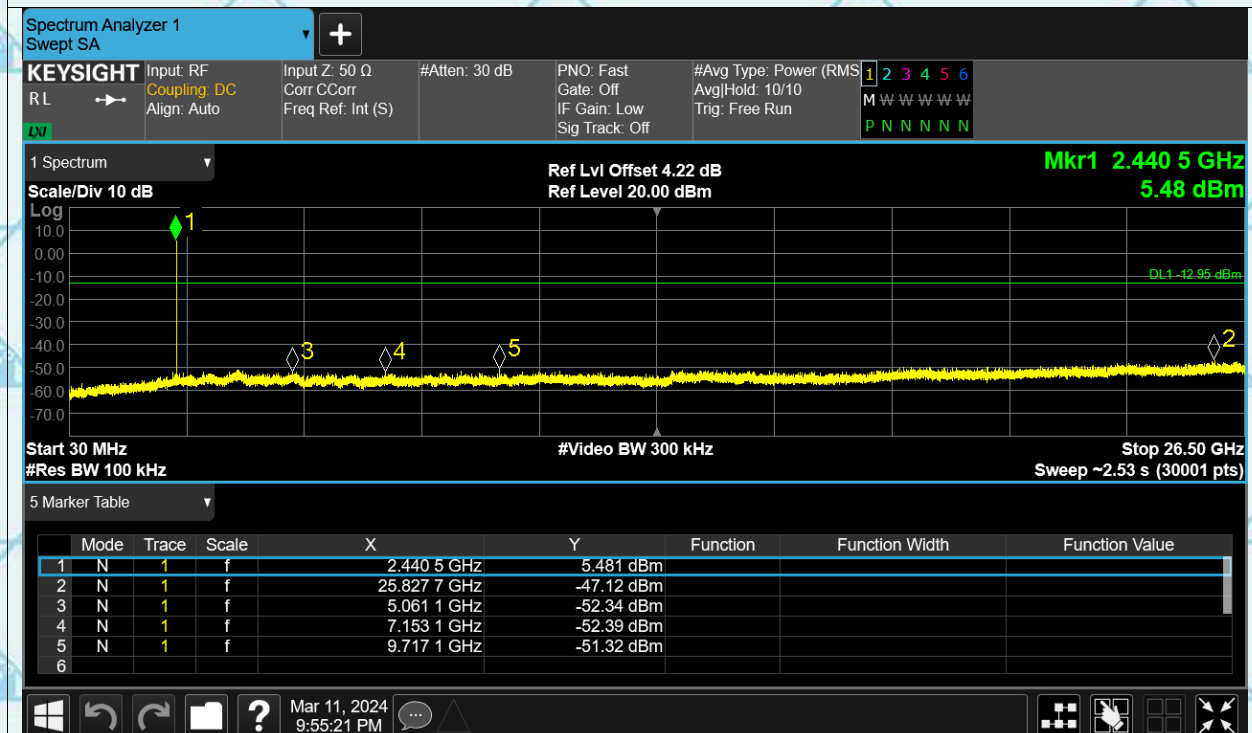 Spectrum Analyzer 1
Swept SA
+
KEYSIGHT
RL
LXI
Input: RF
Coupling: DC
Align: Auto
Input Z: 50 Ω
Corr CCorr
Freq Ref: Int (S)
#Atten: 30 dB
PNO: Fast
Gate: Off
IF Gain: Low
Sig Track: Off
#Avg Type: Power (RMS
Avg|Hold: 10/10
Trig: Free Run
1 2 3 4 5 6
M W W W W W
P N N N N N
1 Spectrum
Scale/Div 10 dB
Ref Lvl Offset 4.22 dB
Ref Level 20.00 dBm
Mkr1 2.440 5 GHz
5.48 dBm
Log
10.0
0.00
-10.0
-20.0
-30.0
-40.0
-50.0
-60.0
-70.0
1
DL1 -12.95 dBm
3
4
5
2
Start 30 MHz
#Res BW 100 kHz
#Video BW 300 kHz
Stop 26.50 GHz
Sweep ~2.53 s (30001 pts)
5 Marker Table
Mode Trace Scale X Y Function Function Width Function Value
1 N 1 f 2.440 5 GHz 5.481 dBm
2 N 1 f 25.827 7 GHz -47.12 dBm
3 N 1 f 5.061 1 GHz -52.34 dBm
4 N 1 f 7.153 1 GHz -52.39 dBm
5 N 1 f 9.717 1 GHz -51.32 dBm
6
?
Mar 11, 2024
9:55:21 PM